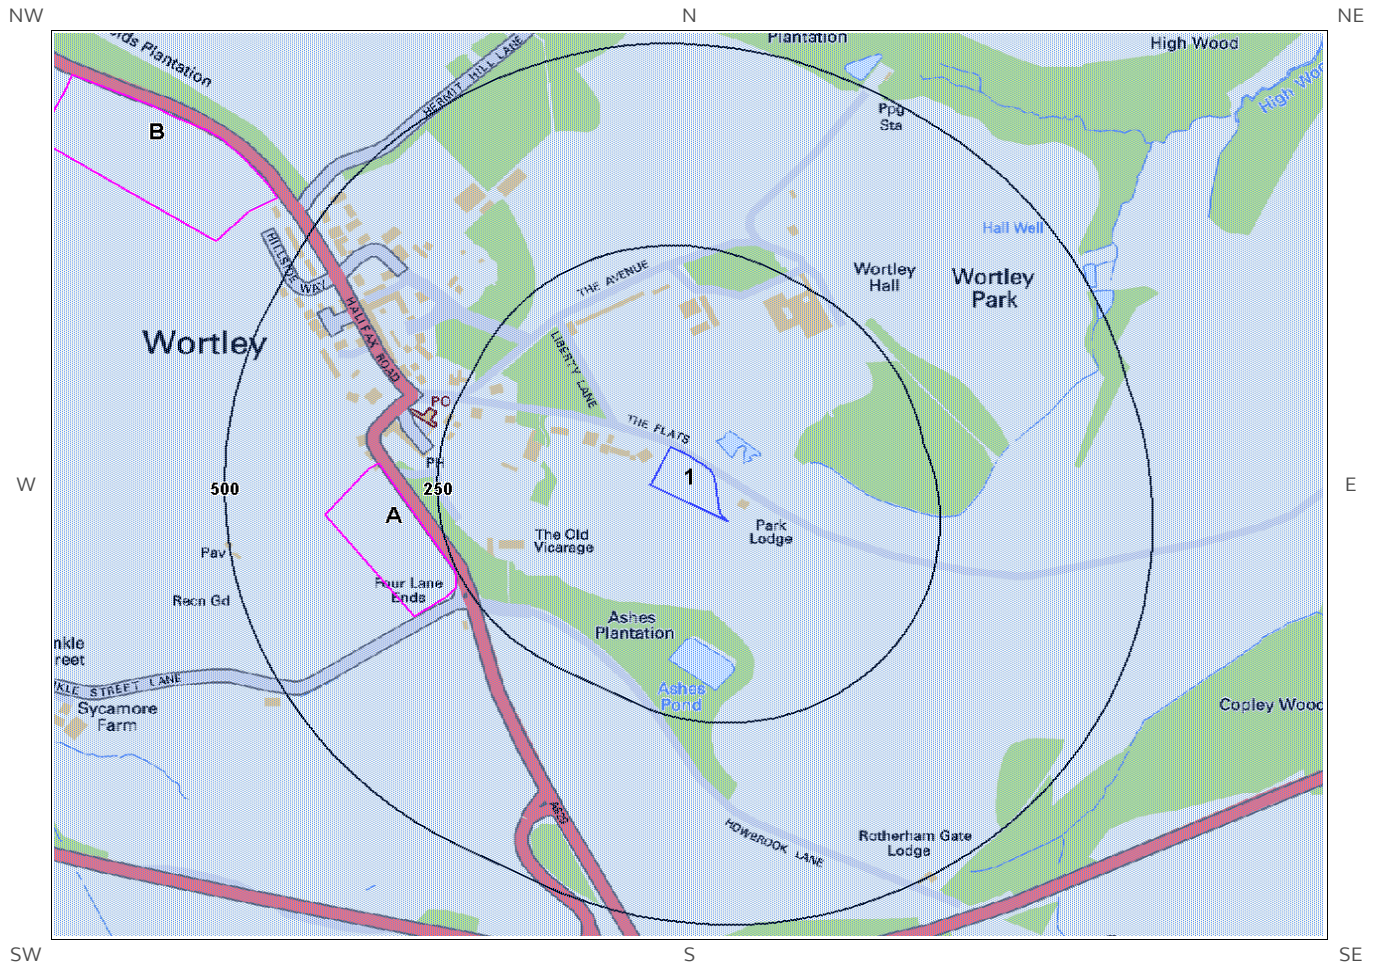 NW
N
NE
Plantation
High Wood
lds Plantation
HERMIT HILL LANE
B
Ppg
Sta
High Woo
Hall Well
HILLSIDE WAY
THE AVENUE
Wortley
Hall
Wortley
Park
Wortley
HALIFAX ROAD
LIBERTY LANE
PO
THE FLATS
PH
W
500
250
1
E
A
Park
Lodge
The Old
Vicarage
Pav
Four Lane
Ends
Recn Gd
Ashes
Plantation
nkle
reet
KLE STREET LANE
Ashes
Pond
Sycamore
Farm
Copley Wood
A629
HOWBROOK LANE
Rotherham Gate
Lodge
SW
S
SE